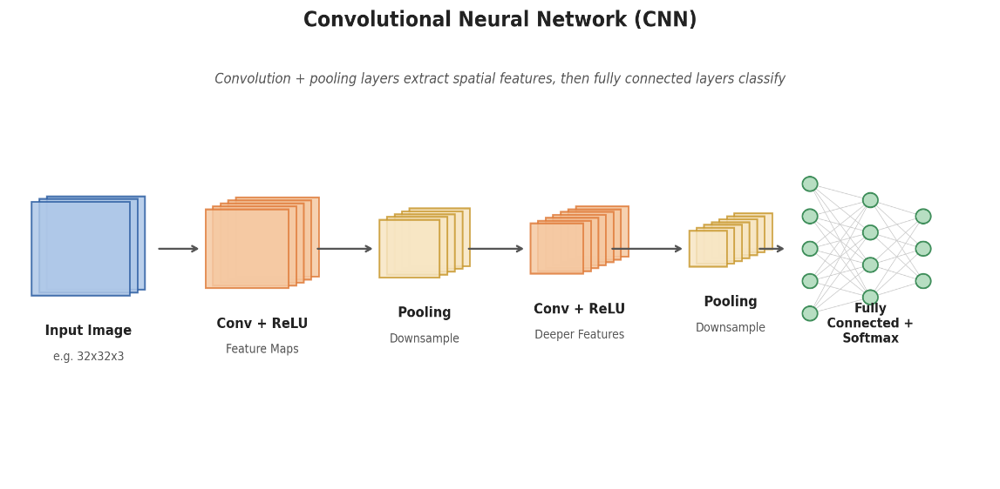 Convolutional Neural Network (CNN)
Convolution + pooling layers extract spatial features, then fully connected layers classify
Input Image
e.g. 32x32x3
Conv + ReLU
Feature Maps
Pooling
Downsample
Conv + ReLU
Deeper Features
Pooling
Downsample
Fully
Connected +
Softmax